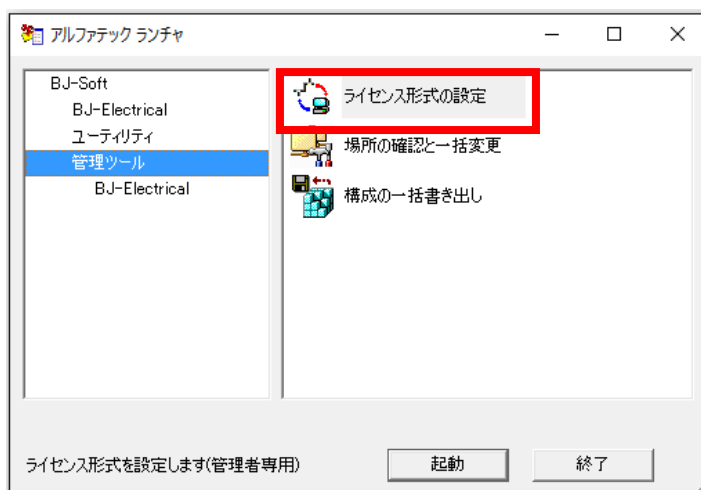 アルファテック ランチャ
BJ-Soft
BJ-Electrical
ユーティリティ
管理ツール
BJ-Electrical
ライセンス形式の設定
場所の確認と一括変更
構成の一括書き出し
ライセンス形式を設定します(管理者専用)
起動
終了